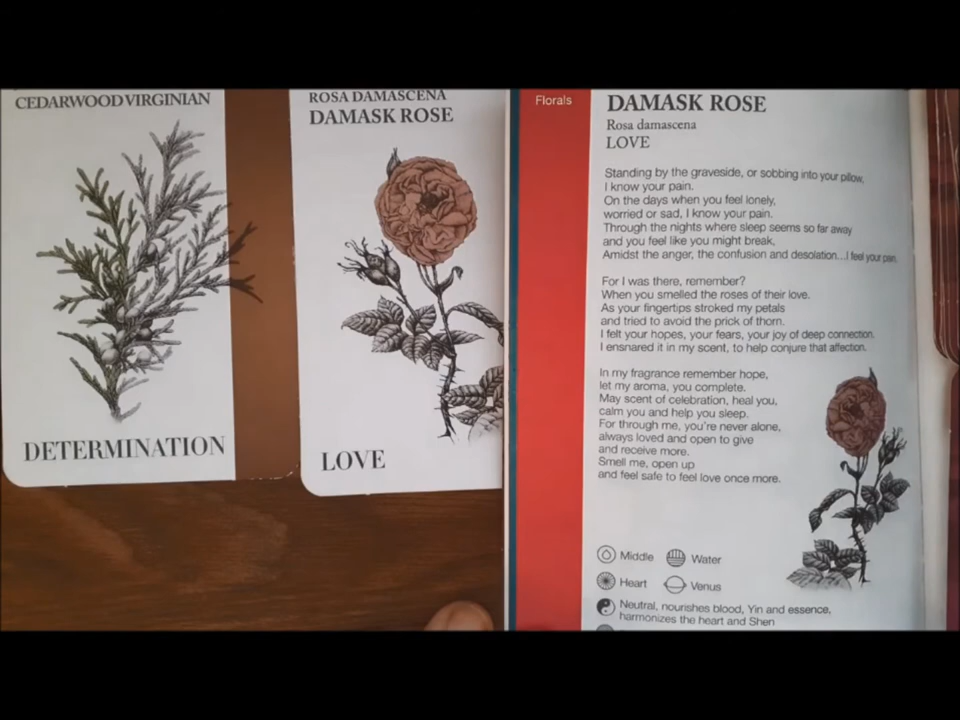 CEDARWOOD VIRGINIAN
DETERMINATION
ROSA DAMASCENA
DAMASK ROSE
LOVE
Florals
DAMASK ROSE
Rosa damascena
LOVE
Standing by the graveside, or sobbing into your pillow,
I know your pain.
On the days when you feel lonely,
worried or sad, I know your pain.
Through the nights where sleep seems so far away
and you feel like you might break,
Amidst the anger, the confusion and desolation...I feel your pain.
For I was there, remember?
When you smelled the roses of their love.
As your fingertips stroked my petals
and tried to avoid the prick of thorn.
I felt your hopes, your fears, your joy of deep connection.
I ensnared it in my scent, to help conjure that affection.
In my fragrance remember hope,
let my aroma, you complete.
May scent of celebration, heal you,
calm you and help you sleep.
For through me, you're never alone,
always loved and open to give
and receive more.
Smell me, open up
and feel safe to feel love once more.
Middle Water
Heart Venus
Neutral, nourishes blood, Yin and essence,
harmonizes the heart and Shen